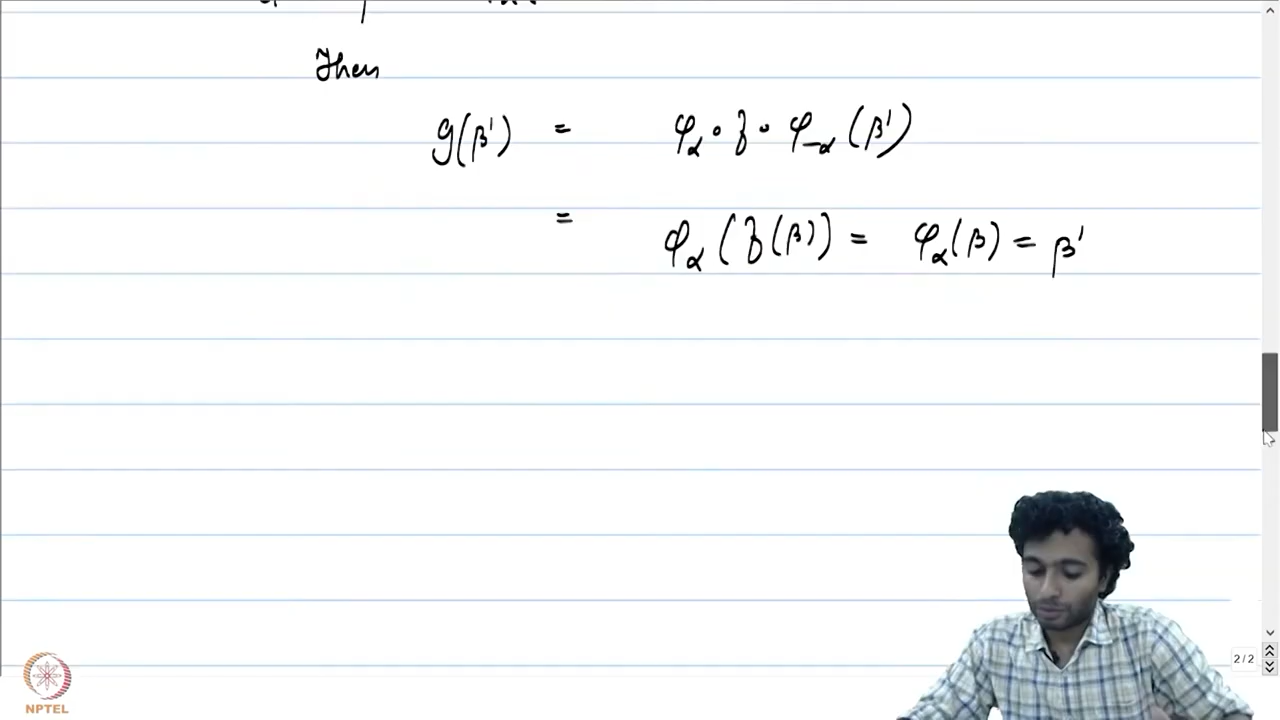 Then
g(β') = φ_α ∘ f ∘ φ_{-α} (β')
= φ_α (f(β)) = φ_α(β) = β'
2 / 2
NPTEL